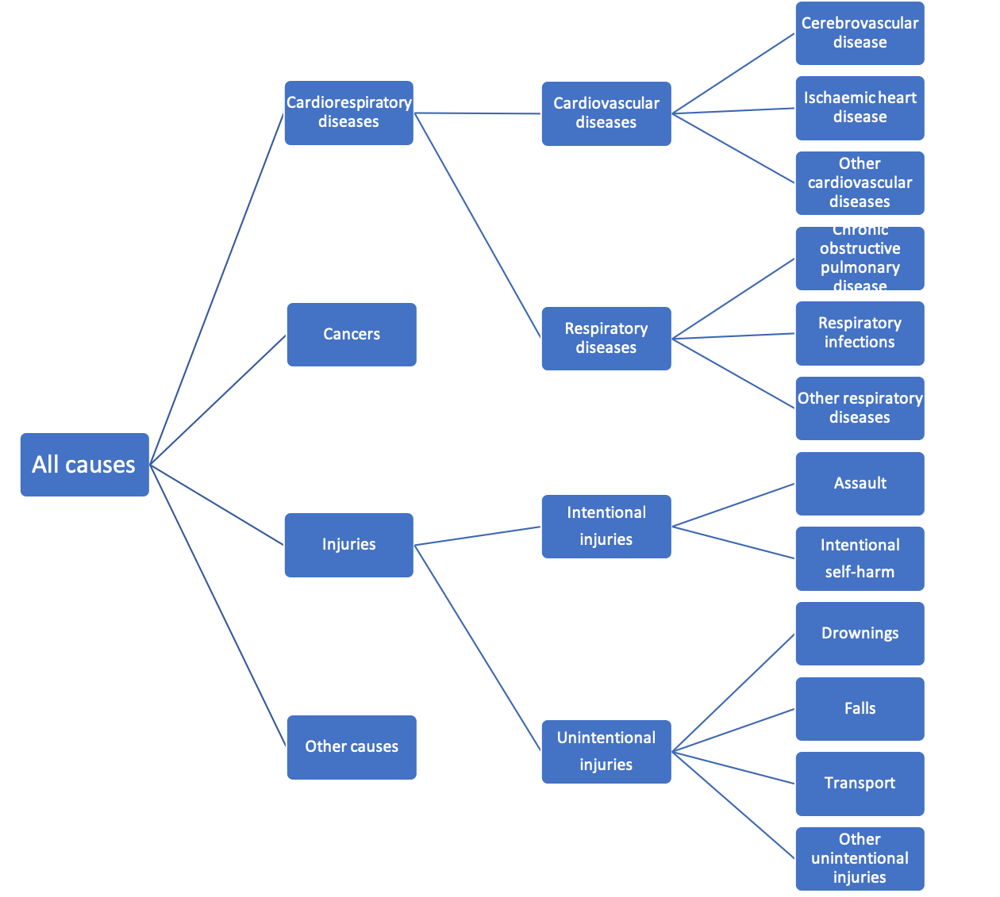 All causes
Cardiorespiratory
diseases
Cancers
Injuries
Other causes
Cardiovascular
diseases
Respiratory
diseases
Intentional
injuries
Unintentional
injuries
Cerebrovascular
disease
Ischaemic heart
disease
Other
cardiovascular
diseases
Chronic
obstructive
pulmonary
disease
Respiratory
infections
Other respiratory
diseases
Assault
Intentional
self-harm
Drownings
Falls
Transport
Other
unintentional
injuries